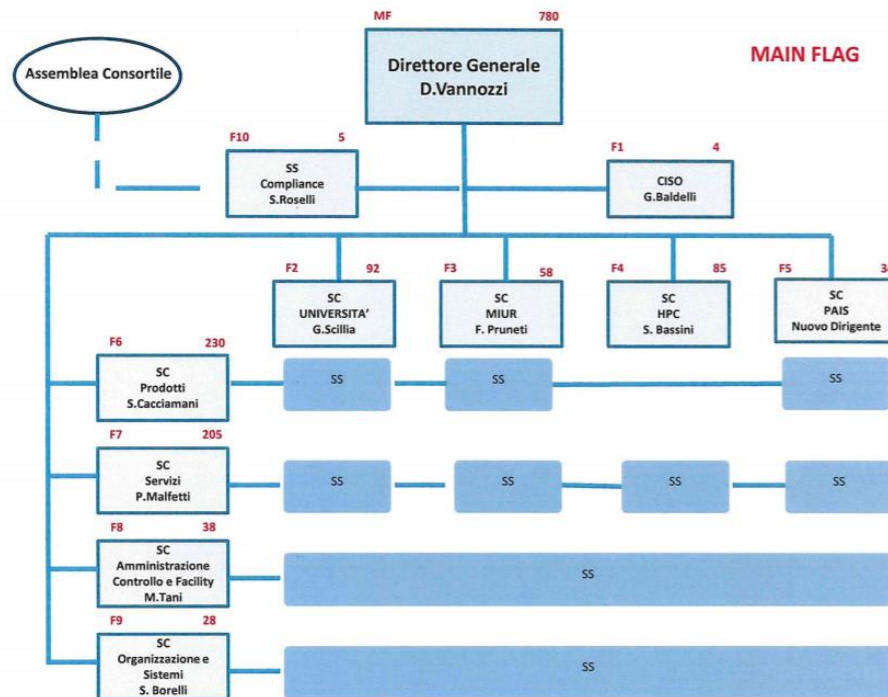 MF 780
Direttore Generale
D.Vannozzi
MAIN FLAG
Assemblea Consortile
F10 5
SS
Compliance
S.Roselli
F1 4
CISO
G.Baldelli
F2 92
SC
UNIVERSITA'
G.Scillia
F3 58
SC
MIUR
F. Pruneti
F4 85
SC
HPC
S. Bassini
F5
SC
PAIS
Nuovo Dirigente
F6 230
SC
Prodotti
S.Cacciamani
SS
SS
SS
F7 205
SC
Servizi
P.Malfetti
SS
SS
SS
SS
F8 38
SC
Amministrazione
Controllo e Facility
M.Tani
SS
F9 28
SC
Organizzazione e
Sistemi
S. Borelli
SS